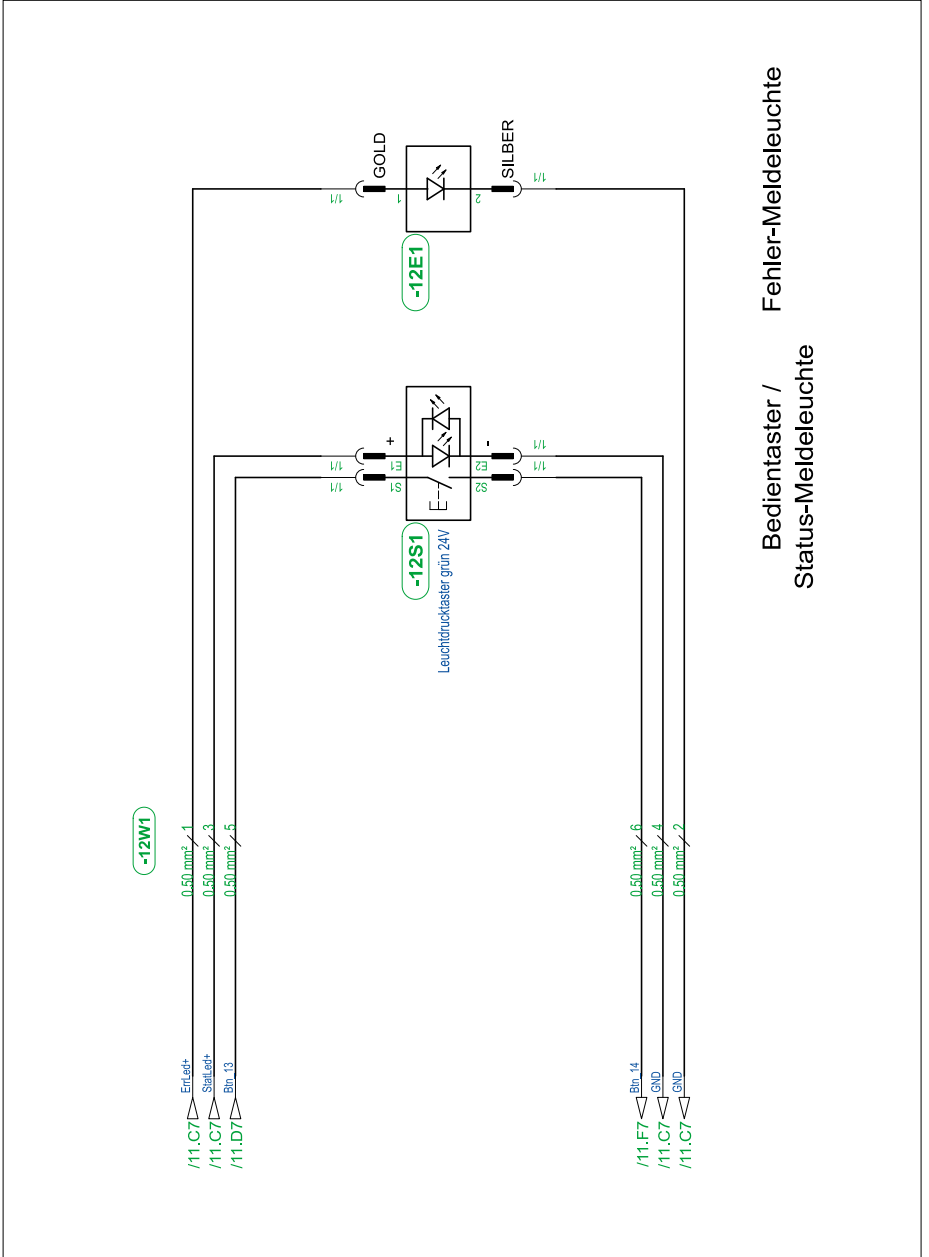 -12W1
/11.C7
ErrLed+
0.50 mm² 1
/11.C7
StatLed+
0.50 mm² 3
/11.D7
Btn_13
0.50 mm² 5
1/1
1/1
1/1
GOLD
+
S1
E1
1
-12S1
Leuchtdrucktaster grün 24V
-12E1
S2
E2
2
-
SILBER
1/1
1/1
1/1
/11.F7
Btn_14
0.50 mm² 6
/11.C7
GND
0.50 mm² 4
/11.C7
GND
0.50 mm² 2
Bedientaster /
Status-Meldeleuchte
Fehler-Meldeleuchte